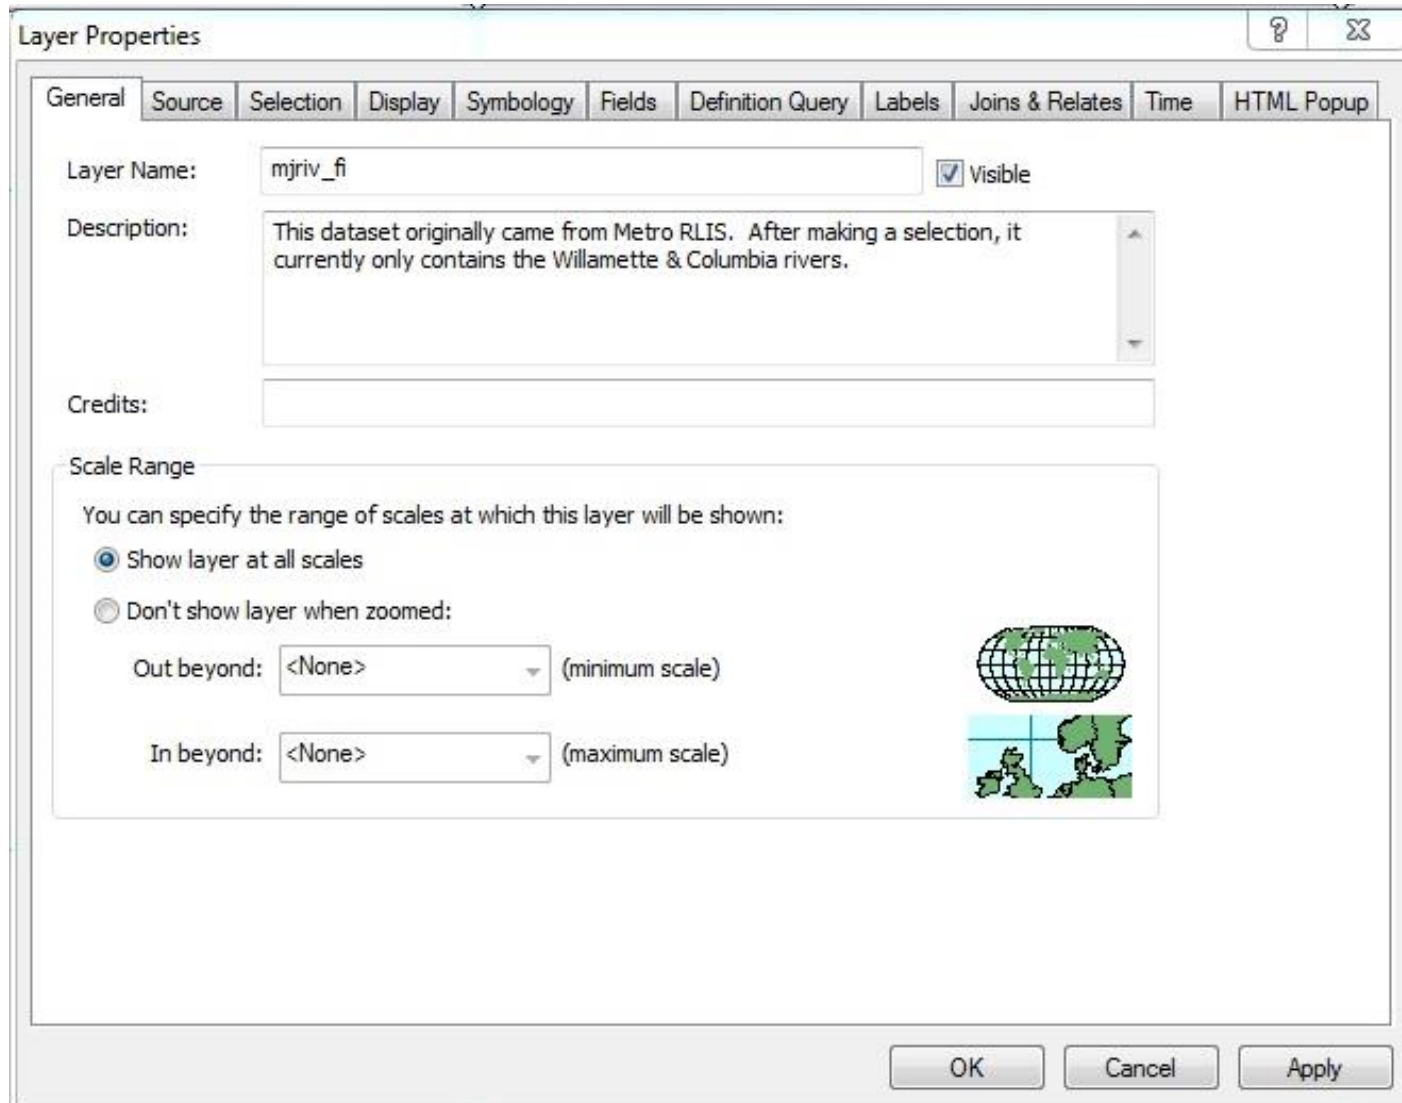 Layer Properties
General Source Selection Display Symbology Fields Definition Query Labels Joins & Relates Time HTML Popup
Layer Name: mjriv_fi Visible
Description: This dataset originally came from Metro RLIS.  After making a selection, it
currently only contains the Willamette & Columbia rivers.
Credits:
Scale Range
You can specify the range of scales at which this layer will be shown:
Show layer at all scales
Don't show layer when zoomed:
Out beyond: <None> (minimum scale)
In beyond: <None> (maximum scale)
OK Cancel Apply